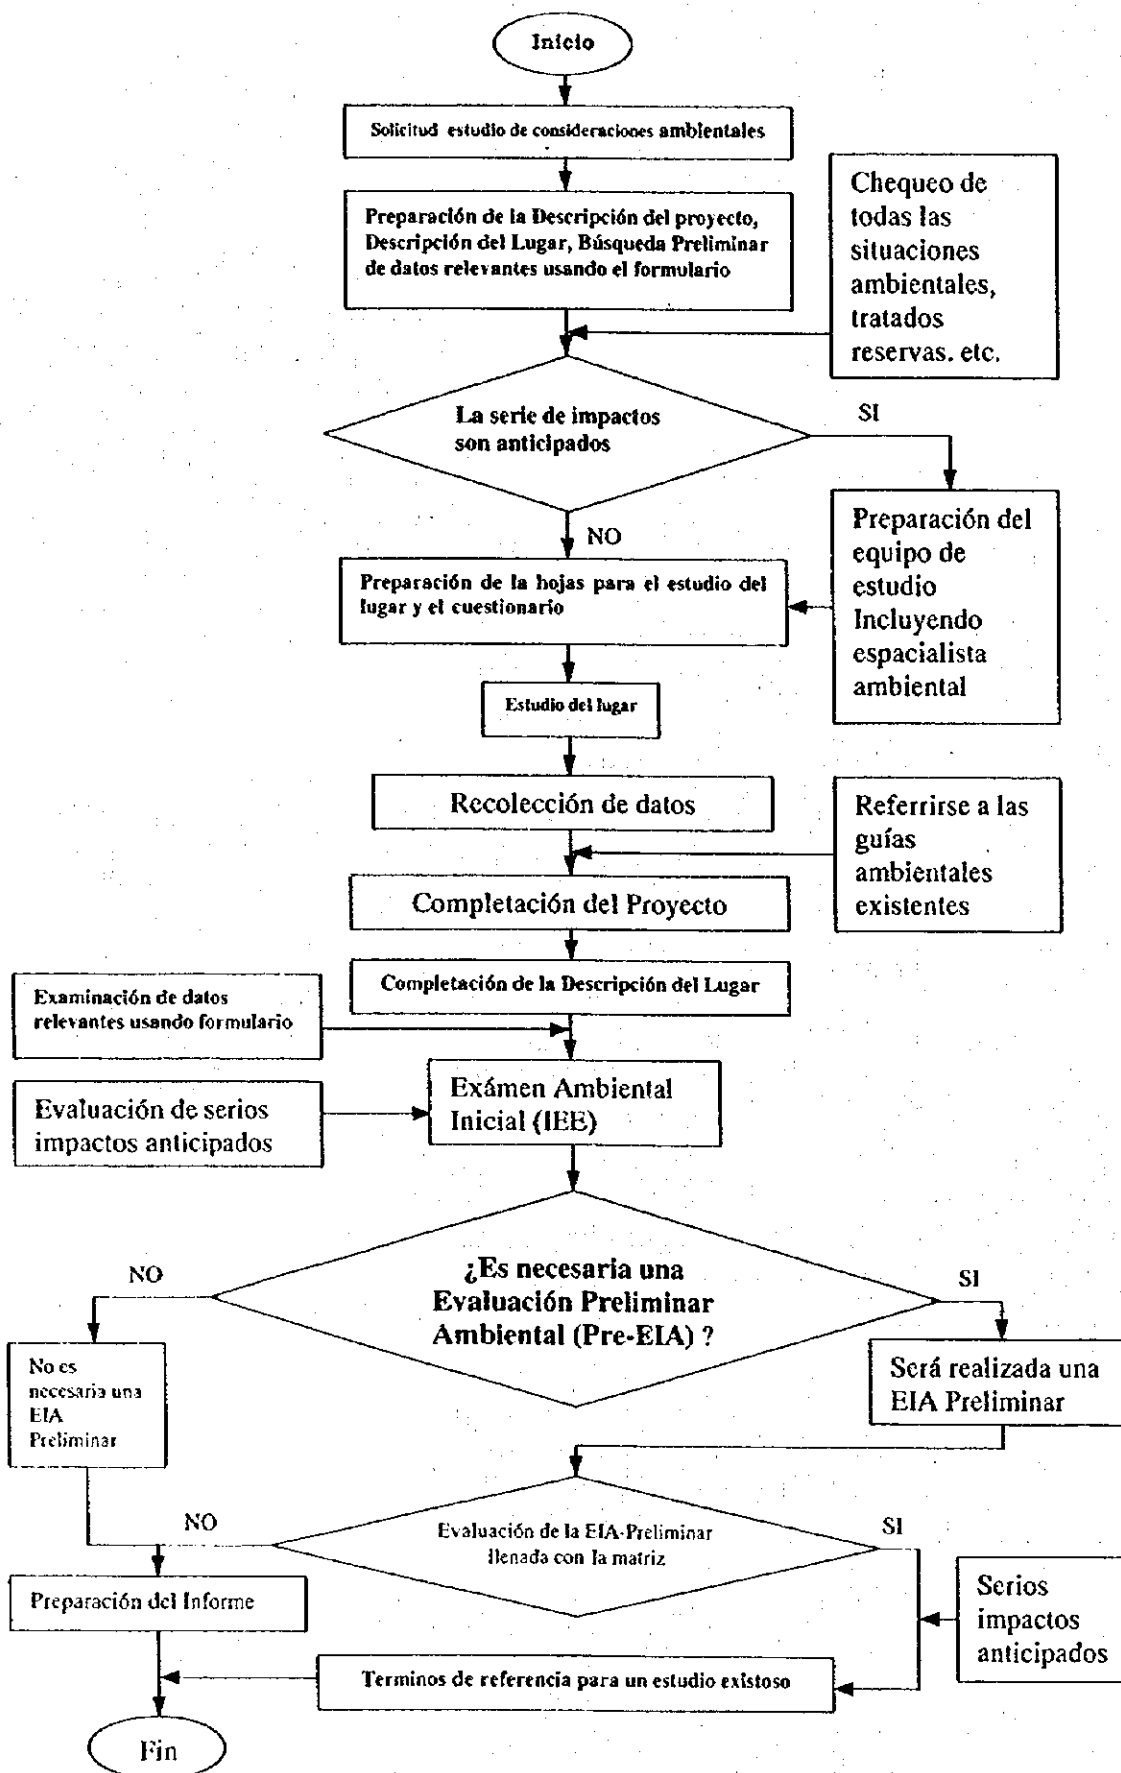 Inicio
Solicitud estudio de consideraciones ambientales
Preparación de la Descripción del proyecto,
Descripción del Lugar, Búsqueda Preliminar
de datos relevantes usando el formulario
Chequeo de
todas las
situaciones
ambientales,
tratados
reservas. etc.
La serie de impactos
son anticipados
SI
NO
Preparación del
equipo de
estudio
Incluyendo
espacialista
ambiental
Preparación de la hojas para el estudio del
lugar y el cuestionario
Estudio del lugar
Recolección de datos
Referrirse a las
guías
ambientales
existentes
Completación del Proyecto
Completación de la Descripción del Lugar
Examinación de datos
relevantes usando formulario
Exámen Ambiental
Inicial (IEE)
Evaluación de serios
impactos anticipados
NO
¿Es necesaria una
Evaluación Preliminar
Ambiental (Pre-EIA) ?
SI
No es
necesaria una
EIA
Preliminar
Será realizada una
EIA Preliminar
NO
Evaluación de la EIA-Preliminar
llenada con la matriz
SI
Preparación del Informe
Serios
impactos
anticipados
Terminos de referencia para un estudio existoso
Fin